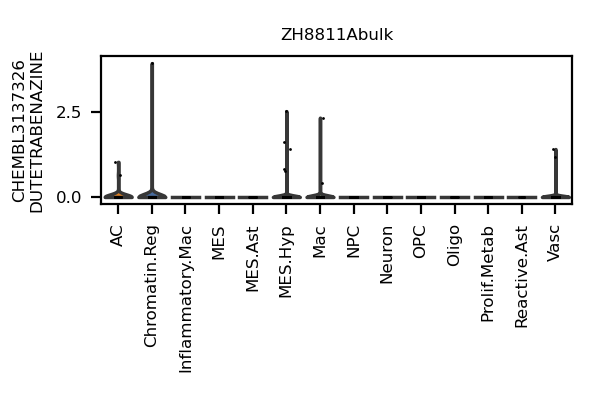 ZH8811Abulk
CHEMBL3137326
DUTETRABENAZINE
2.5
0.0
AC
Chromatin.Reg
Inflammatory.Mac
MES
MES.Ast
MES.Hyp
Mac
NPC
Neuron
OPC
Oligo
Prolif.Metab
Reactive.Ast
Vasc